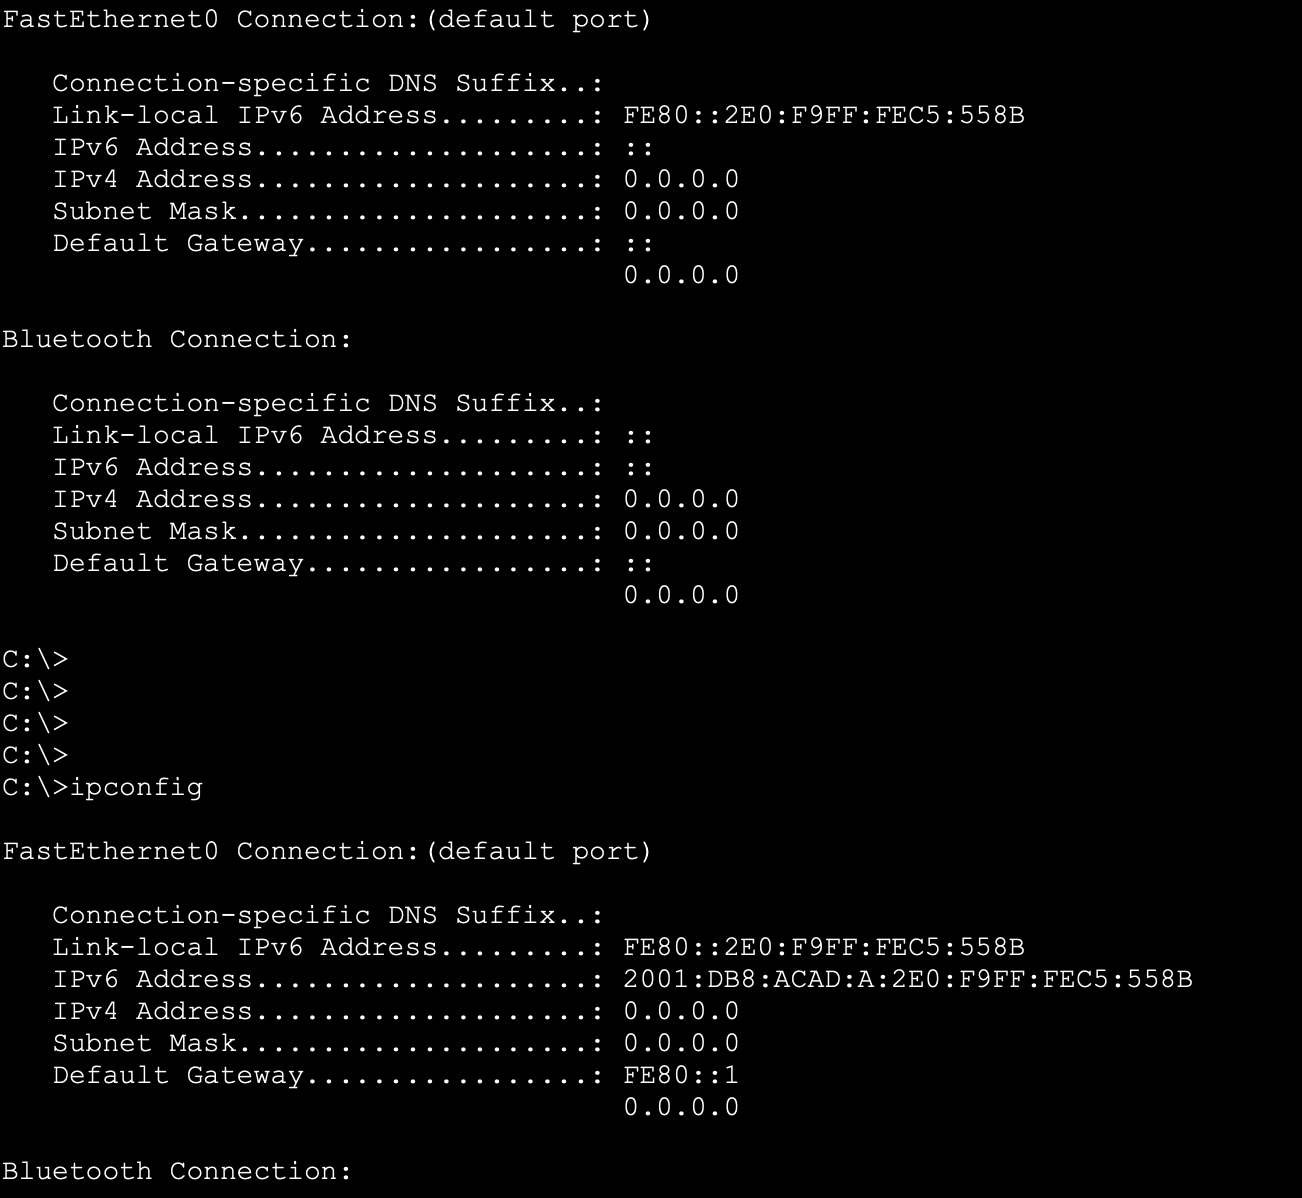 FastEthernet0 Connection:(default port)
Connection-specific DNS Suffix..:
Link-local IPv6 Address.........: FE80::2E0:F9FF:FEC5:558B
IPv6 Address....................: ::
IPv4 Address....................: 0.0.0.0
Subnet Mask.....................: 0.0.0.0
Default Gateway.................: ::
0.0.0.0
Bluetooth Connection:
Connection-specific DNS Suffix..:
Link-local IPv6 Address.........: ::
IPv6 Address....................: ::
IPv4 Address....................: 0.0.0.0
Subnet Mask.....................: 0.0.0.0
Default Gateway.................: ::
0.0.0.0
C:\>
C:\>
C:\>
C:\>
C:\>ipconfig
FastEthernet0 Connection:(default port)
Connection-specific DNS Suffix..:
Link-local IPv6 Address.........: FE80::2E0:F9FF:FEC5:558B
IPv6 Address....................: 2001:DB8:ACAD:A:2E0:F9FF:FEC5:558B
IPv4 Address....................: 0.0.0.0
Subnet Mask.....................: 0.0.0.0
Default Gateway.................: FE80::1
0.0.0.0
Bluetooth Connection: